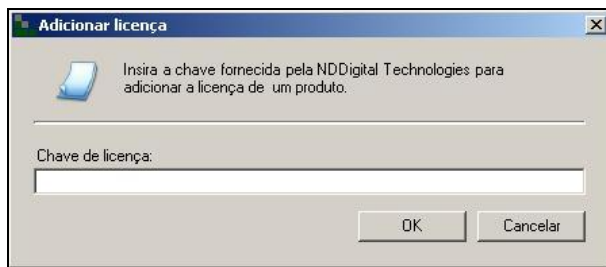 Adicionar licença
Insira a chave fornecida pela NDDigital Technologies para
adicionar a licença de um produto.
Chave de licença:
OK Cancelar